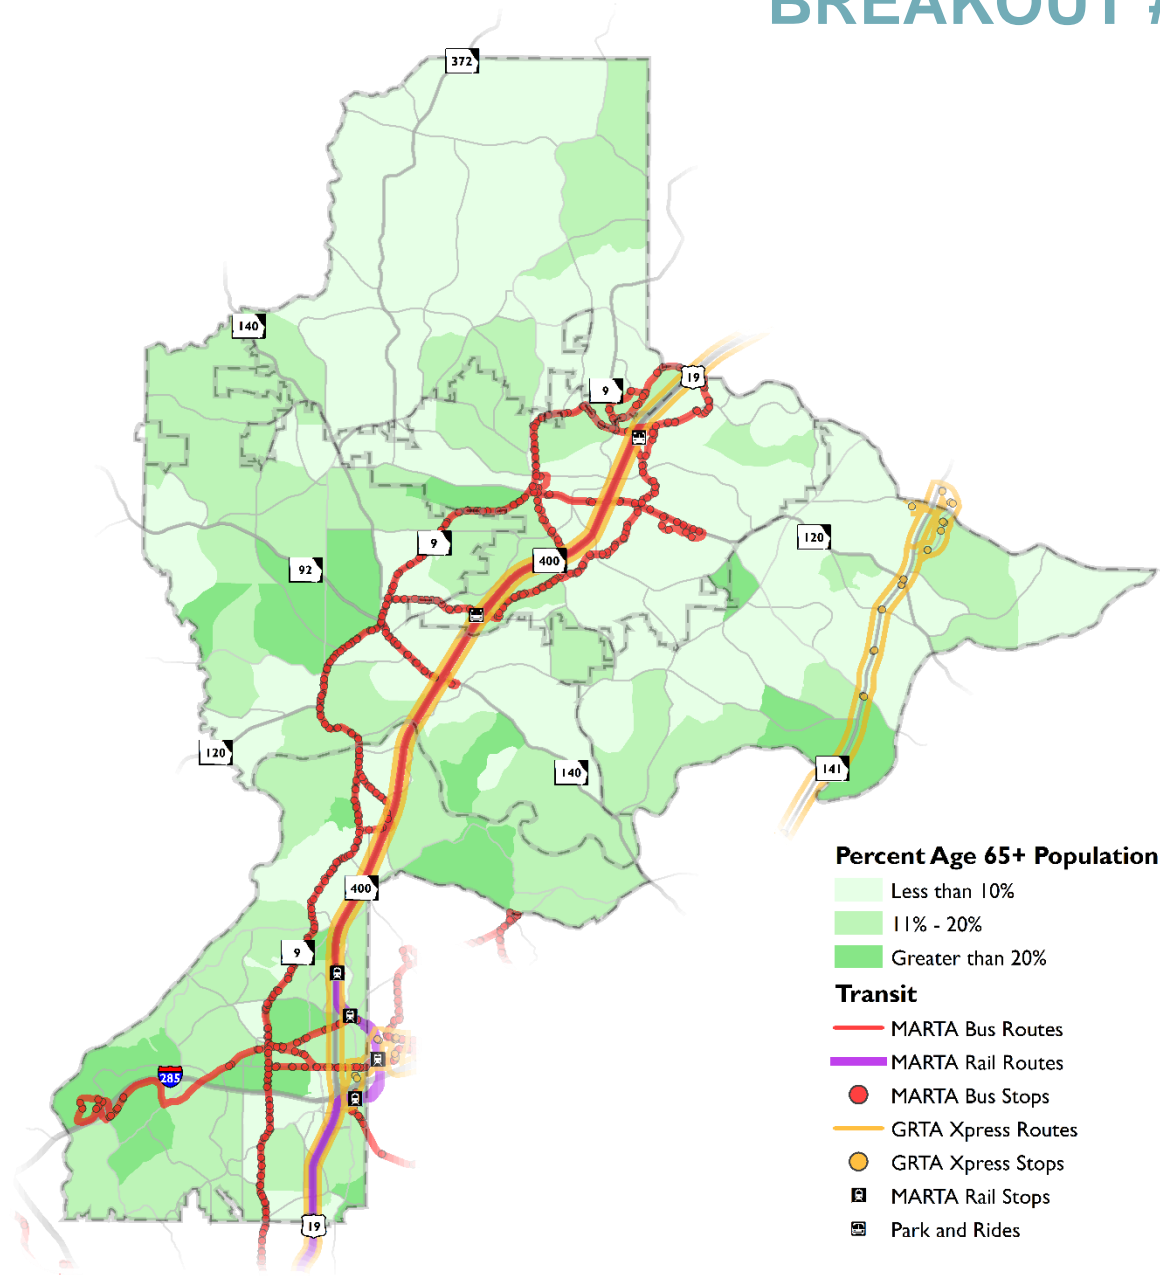 BREAKOUT #
372
140
19
9
9
400
120
92
120
140
141
400
9
285
19
Percent Age 65+ Population
Less than 10%
11% - 20%
Greater than 20%
Transit
MARTA Bus Routes
MARTA Rail Routes
MARTA Bus Stops
GRTA Xpress Routes
GRTA Xpress Stops
MARTA Rail Stops
Park and Rides